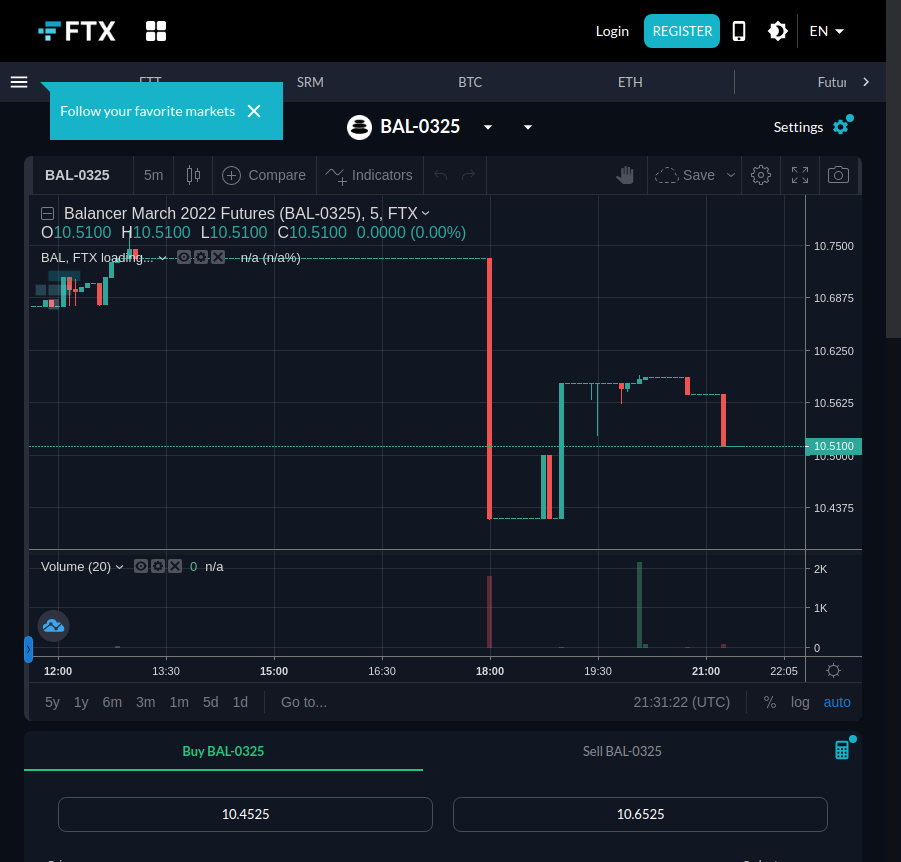 FTX
Login
REGISTER
EN
FTT
SRM
BTC
ETH
Futur
Follow your favorite markets
BAL-0325
Settings
BAL-0325
5m
Compare
Indicators
Save
Balancer March 2022 Futures (BAL-0325), 5, FTX
O10.5100 H10.5100 L10.5100 C10.5100 0.0000 (0.00%)
BAL, FTX loading... n/a (n/a%)
10.7500
10.6875
10.6250
10.5625
10.5100
10.5000
10.4375
Volume (20) 0 n/a
2K
1K
0
12:00 13:30 15:00 16:30 18:00 19:30 21:00 22:05
5y 1y 6m 3m 1m 5d 1d Go to... 21:31:22 (UTC) % log auto
Buy BAL-0325
Sell BAL-0325
10.4525
10.6525